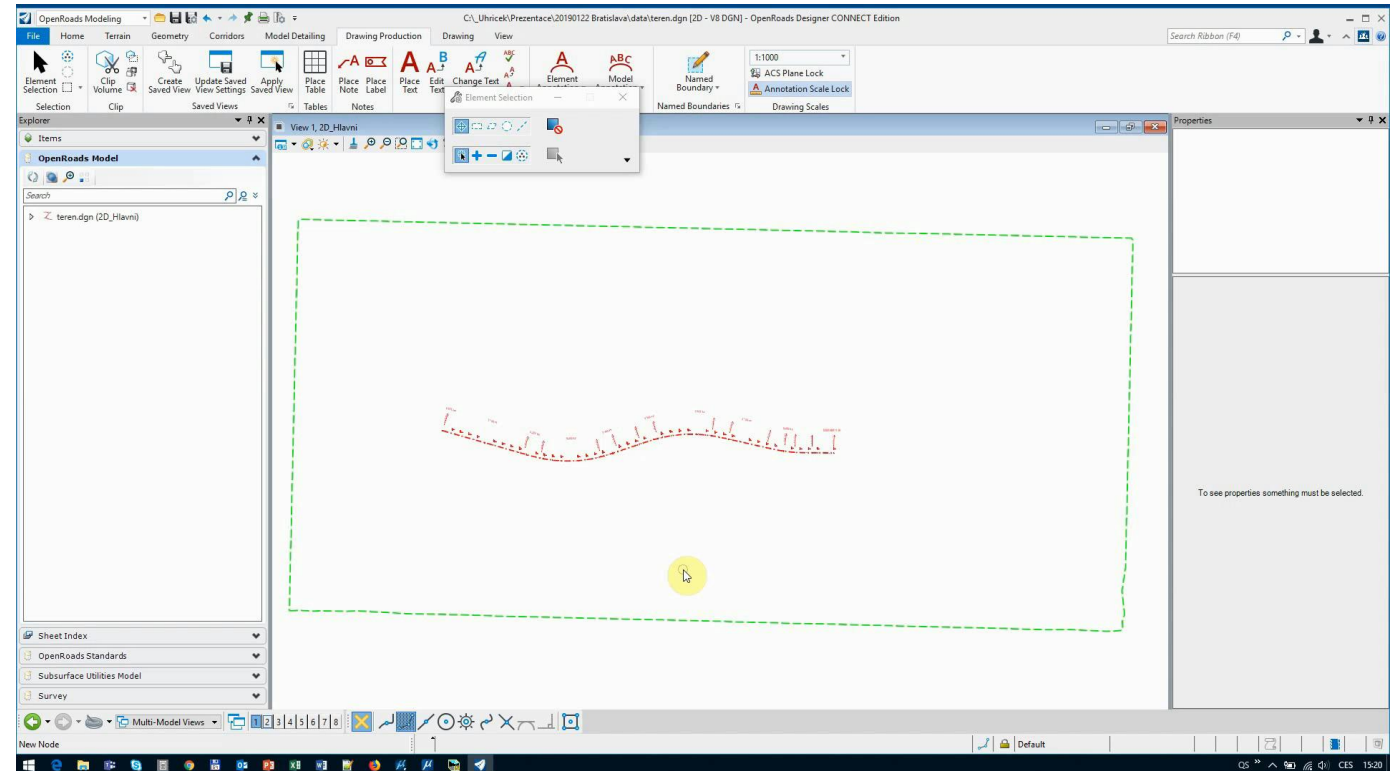 OpenRoads Modeling
C:\_Uhricek\Prezentace\20190122 Bratislava\data\teren.dgn [2D - V8 DGN] - OpenRoads Designer CONNECT Edition
File Home Terrain Geometry Corridors Model Detailing Drawing Production Drawing View
Search Ribbon (F4)
Element Selection
Clip Volume
Create Saved View
Update Saved View Settings
Apply Saved View
Place Table
Place Note
Place Label
Place Text
Edit Text
Change Text
Element
Model
Named Boundary
1:1000
ACS Plane Lock
Annotation Scale Lock
Selection Clip Saved Views Tables Notes Named Boundaries Drawing Scales
Element Selection
Explorer
Items
OpenRoads Model
Search
teren.dgn (2D_Hlavni)
View 1, 2D_Hlavni
Properties
To see properties something must be selected.
Sheet Index
OpenRoads Standards
Subsurface Utilities Model
Survey
Multi-Model Views 1 2 3 4 5 6 7 8
New Node
Default
QS CES 15:20